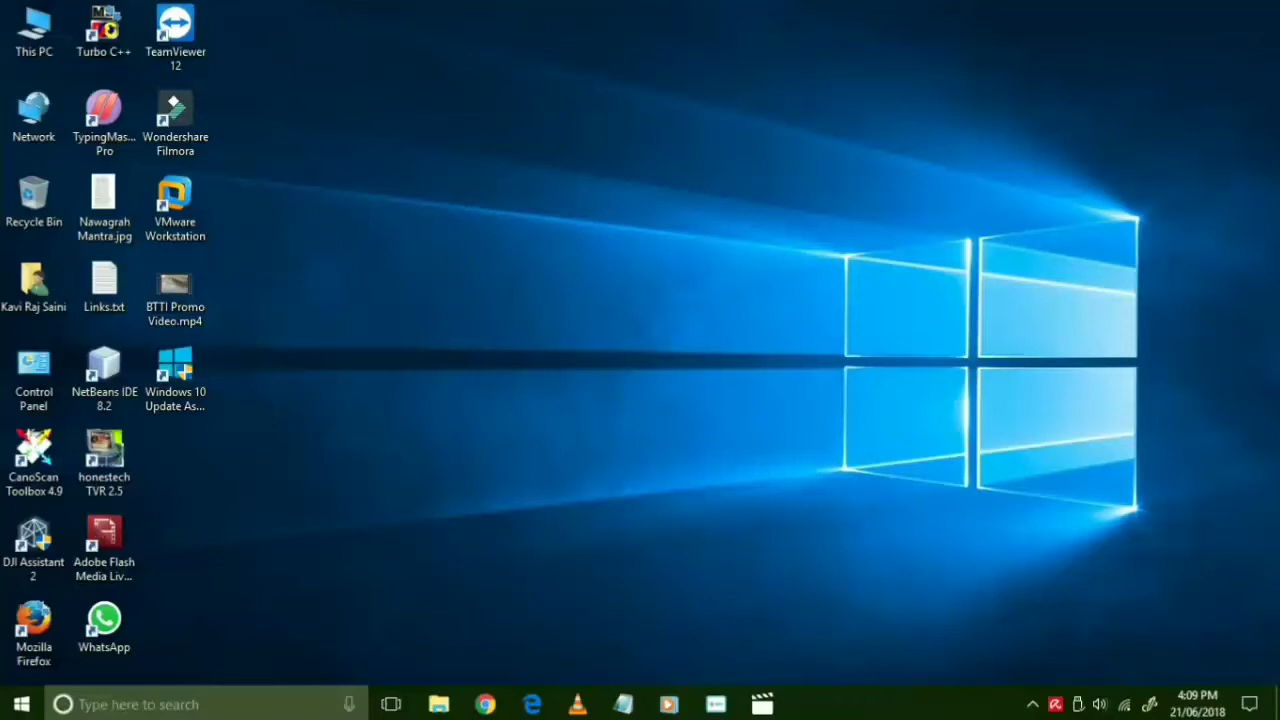 This PC
Turbo C++
TeamViewer
12
Network
TypingMas...
Pro
Wondershare
Filmora
Recycle Bin
Nawagrah
Mantra.jpg
VMware
Workstation
Kavi Raj Saini
Links.txt
BTTI Promo
Video.mp4
Control
Panel
NetBeans IDE
8.2
Windows 10
Update As...
CanoScan
Toolbox 4.9
honestech
TVR 2.5
DJI Assistant
2
Adobe Flash
Media Liv...
Mozilla
Firefox
WhatsApp
Type here to search
4:09 PM
21/06/2018